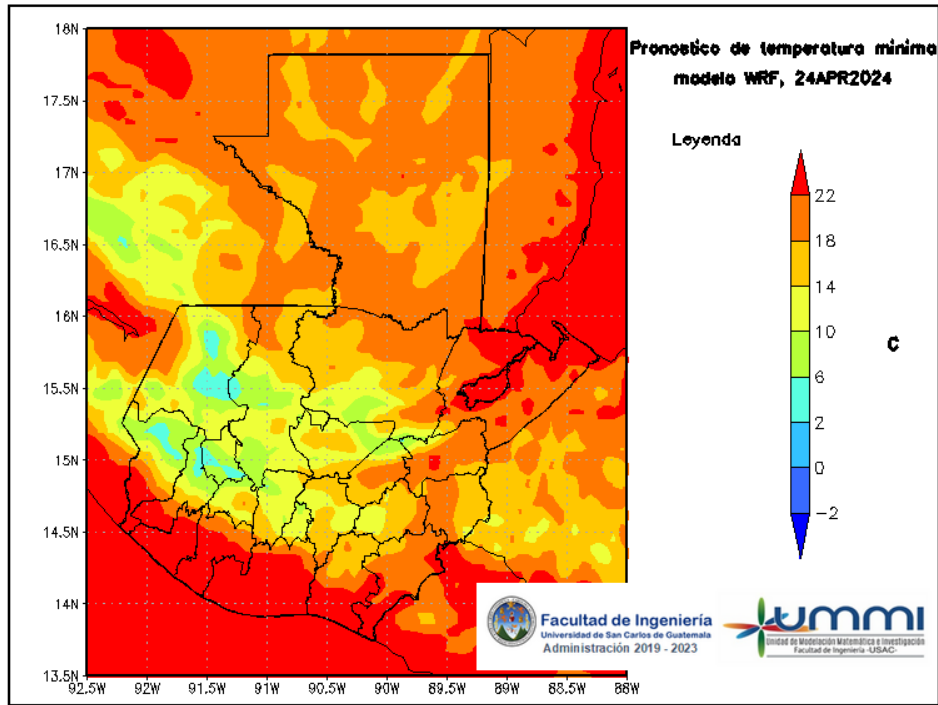 Pronostico de temperatura minima
modelo WRF, 24APR2024
Leyenda
22
18
14
10
6
2
0
-2
C
18N
17.5N
17N
16.5N
16N
15.5N
15N
14.5N
14N
13.5N
92.5W 92W 91.5W 91W 90.5W 90W 89.5W 89W 88.5W 88W
Facultad de Ingeniería
Universidad de San Carlos de Guatemala
Administración 2019 - 2023
ummi
Unidad de Modelación Matemática e Investigación
Facultad de Ingeniería -USAC-